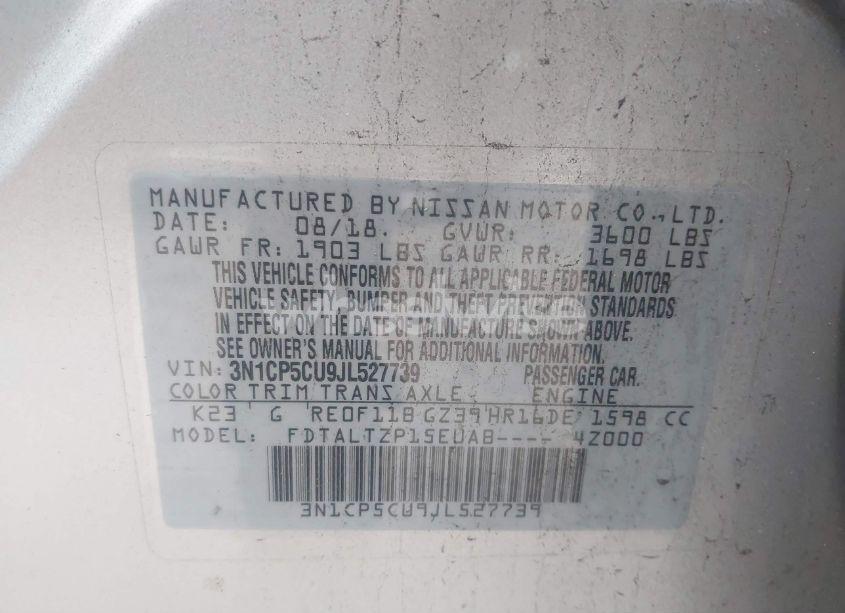 MANUFACTURED BY NISSAN MOTOR CO.,LTD.
DATE: 08/18. GVWR: 3600 LBS
GAWR FR: 1903 LBS GAWR RR: 1698 LBS
THIS VEHICLE CONFORMS TO ALL APPLICABLE FEDERAL MOTOR
VEHICLE SAFETY, BUMPER AND THEFT PREVENTION STANDARDS
IN EFFECT ON THE DATE OF MANUFACTURE SHOWN ABOVE.
SEE OWNER'S MANUAL FOR ADDITIONAL INFORMATION.
VIN: 3N1CP5CU9JL527739 PASSENGER CAR.
COLOR TRIM TRANS AXLE ENGINE
K23 G RE0F11B GZ39 HR16DE 1598 CC
MODEL: FDTALTZP15EUAB---- 4Z000
3N1CP5CU9JL527739